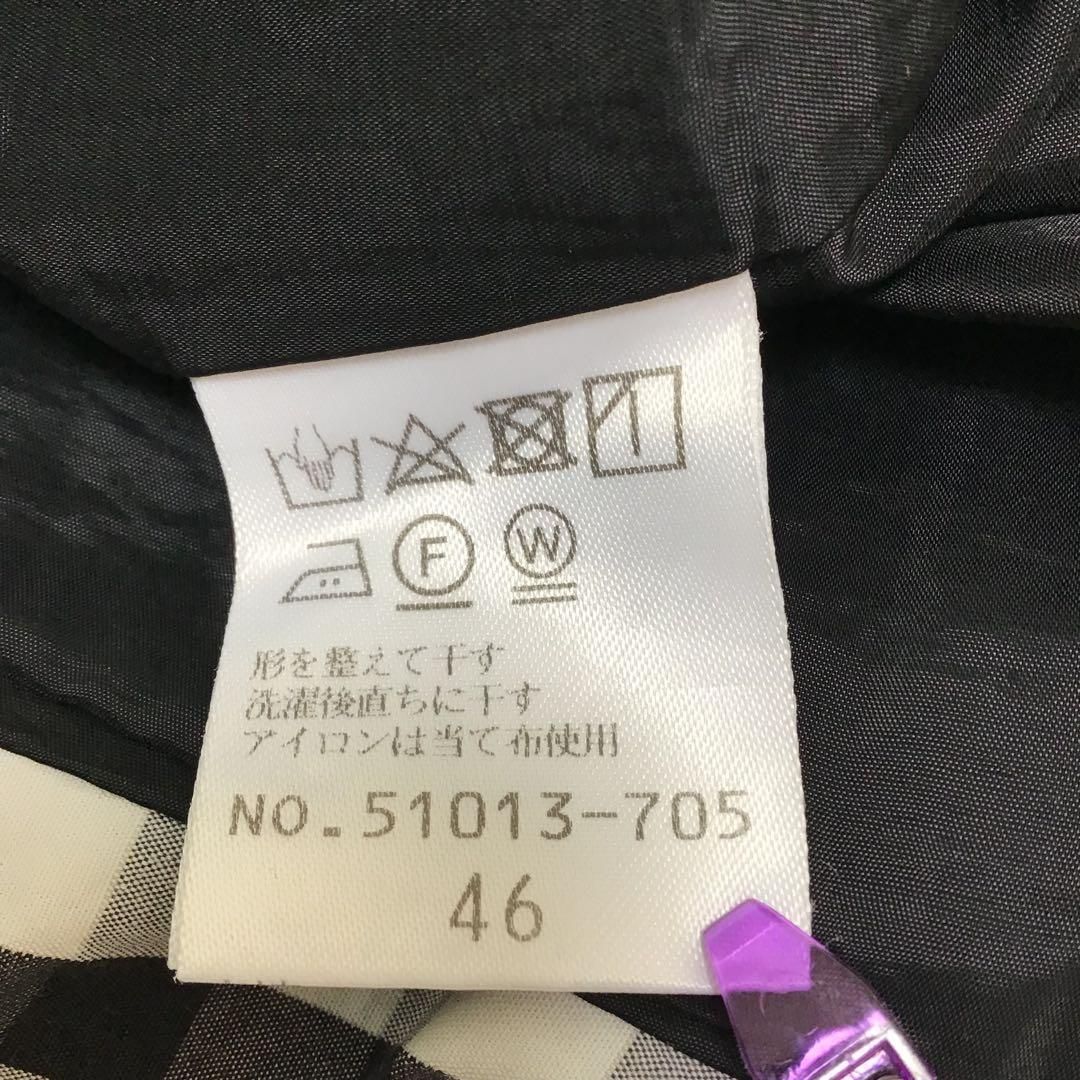 F W
形を整えて干す
洗濯後直ちに干す
アイロンは当て布使用
NO.51013-705
46